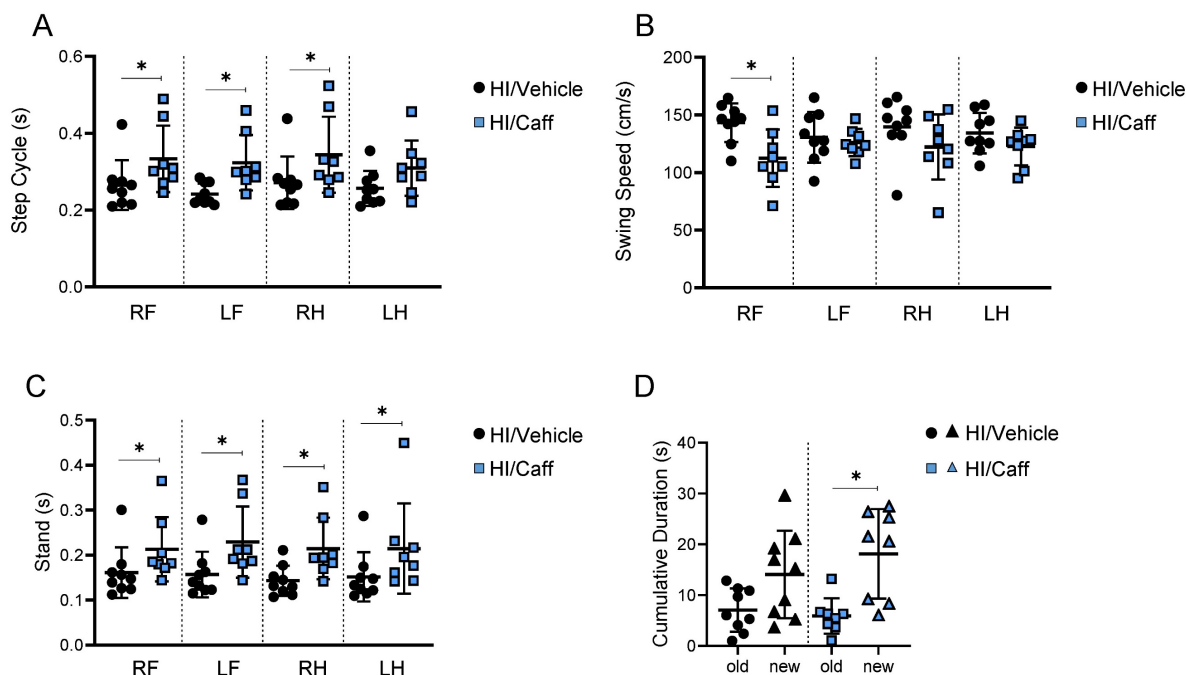 A
Step Cycle (s)
0.6
0.4
0.2
0.0
*
*
*
RF
LF
RH
LH
HI/Vehicle
HI/Caff
B
Swing Speed (cm/s)
200
150
100
50
0
*
RF
LF
RH
LH
HI/Vehicle
HI/Caff
C
Stand (s)
0.5
0.4
0.3
0.2
0.1
0.0
*
*
*
*
RF
LF
RH
LH
HI/Vehicle
HI/Caff
D
Cumulative Duration (s)
40
30
20
10
0
*
old
new
old
new
HI/Vehicle
HI/Caff